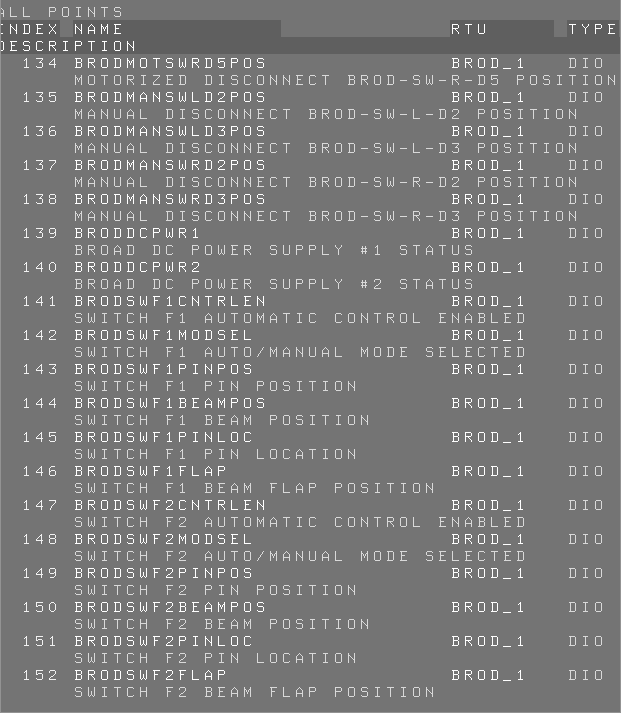 ALL POINTS
INDEX NAME RTU TYPE
DESCRIPTION
134 BRODMOTSWRD5POS BROD_1 DIO
MOTORIZED DISCONNECT BROD-SW-R-D5 POSITION
135 BRODMANSWLD2POS BROD_1 DIO
MANUAL DISCONNECT BROD-SW-L-D2 POSITION
136 BRODMANSWLD3POS BROD_1 DIO
MANUAL DISCONNECT BROD-SW-L-D3 POSITION
137 BRODMANSWRD2POS BROD_1 DIO
MANUAL DISCONNECT BROD-SW-R-D2 POSITION
138 BRODMANSWRD3POS BROD_1 DIO
MANUAL DISCONNECT BROD-SW-R-D3 POSITION
139 BRODDCPWR1 BROD_1 DIO
BROAD DC POWER SUPPLY #1 STATUS
140 BRODDCPWR2 BROD_1 DIO
BROAD DC POWER SUPPLY #2 STATUS
141 BRODSWF1CNTRLEN BROD_1 DIO
SWITCH F1 AUTOMATIC CONTROL ENABLED
142 BRODSWF1MODSEL BROD_1 DIO
SWITCH F1 AUTO/MANUAL MODE SELECTED
143 BRODSWF1PINPOS BROD_1 DIO
SWITCH F1 PIN POSITION
144 BRODSWF1BEAMPOS BROD_1 DIO
SWITCH F1 BEAM POSITION
145 BRODSWF1PINLOC BROD_1 DIO
SWITCH F1 PIN LOCATION
146 BRODSWF1FLAP BROD_1 DIO
SWITCH F1 BEAM FLAP POSITION
147 BRODSWF2CNTRLEN BROD_1 DIO
SWITCH F2 AUTOMATIC CONTROL ENABLED
148 BRODSWF2MODSEL BROD_1 DIO
SWITCH F2 AUTO/MANUAL MODE SELECTED
149 BRODSWF2PINPOS BROD_1 DIO
SWITCH F2 PIN POSITION
150 BRODSWF2BEAMPOS BROD_1 DIO
SWITCH F2 BEAM POSITION
151 BRODSWF2PINLOC BROD_1 DIO
SWITCH F2 PIN LOCATION
152 BRODSWF2FLAP BROD_1 DIO
SWITCH F2 BEAM FLAP POSITION